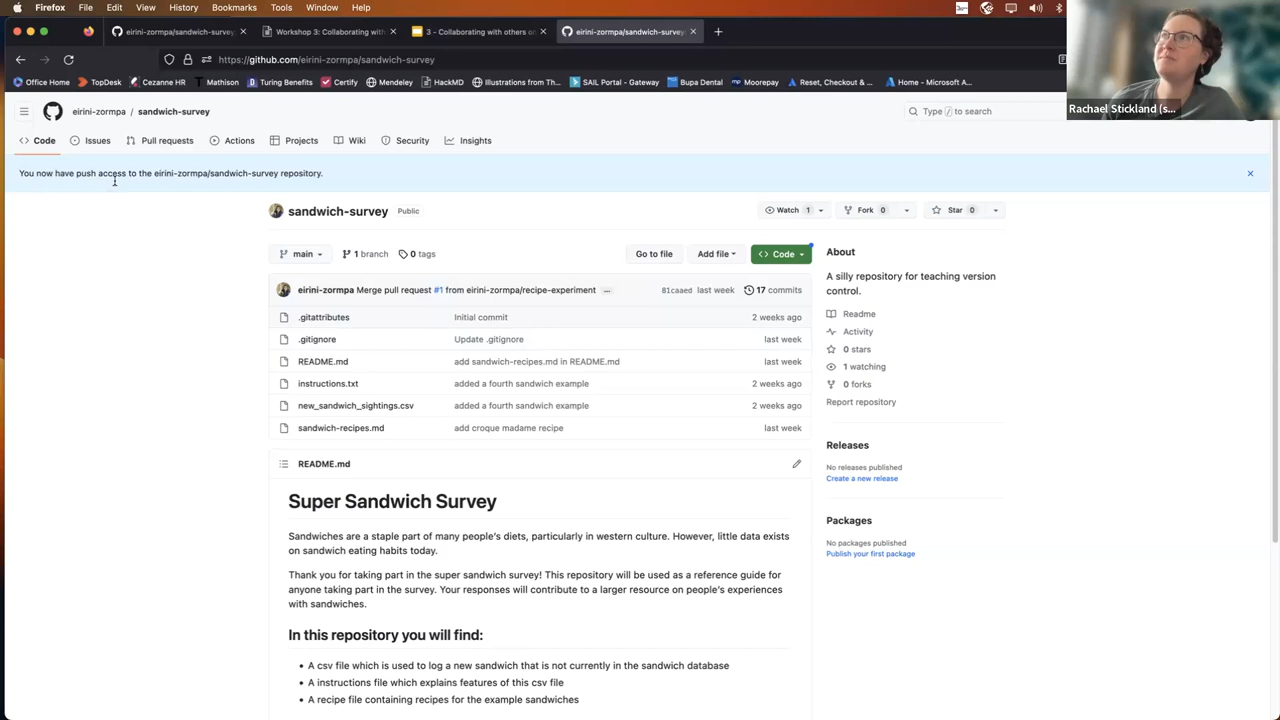 Firefox File Edit View History Bookmarks Tools Window Help
eirini-zormpa/sandwich-survey:
Workshop 3: Collaborating with
3 - Collaborating with others o
eirini-zormpa/sandwich-survey:
https://github.com/eirini-zormpa/sandwich-survey
Office Home TopDesk Cezanne HR Mathison Turing Benefits Certify Mendeley HackMD Illustrations from Th... SAIL Portal - Gateway Bupa Dental Moorepay Reset, Checkout & ... Home - Microsoft A...
Rachael Stickland (s...
eirini-zormpa / sandwich-survey
Type / to search
Code Issues Pull requests Actions Projects Wiki Security Insights
You now have push access to the eirini-zormpa/sandwich-survey repository.
sandwich-survey Public
Watch 1 Fork 0 Star 0
main 1 branch 0 tags Go to file Add file Code
eirini-zormpa Merge pull request #1 from eirini-zormpa/recipe-experiment ... 81caaed last week 17 commits
.gitattributes Initial commit 2 weeks ago
.gitignore Update .gitignore last week
README.md add sandwich-recipes.md in README.md last week
instructions.txt added a fourth sandwich example 2 weeks ago
new_sandwich_sightings.csv added a fourth sandwich example 2 weeks ago
sandwich-recipes.md add croque madame recipe last week
README.md
Super Sandwich Survey
Sandwiches are a staple part of many people's diets, particularly in western culture. However, little data exists
on sandwich eating habits today.
Thank you for taking part in the super sandwich survey! This repository will be used as a reference guide for
anyone taking part in the survey. Your responses will contribute to a larger resource on people's experiences
with sandwiches.
In this repository you will find:
• A csv file which is used to log a new sandwich that is not currently in the sandwich database
• A instructions file which explains features of this csv file
• A recipe file containing recipes for the example sandwiches
About
A silly repository for teaching version
control.
Readme
Activity
0 stars
1 watching
0 forks
Report repository
Releases
No releases published
Create a new release
Packages
No packages published
Publish your first package